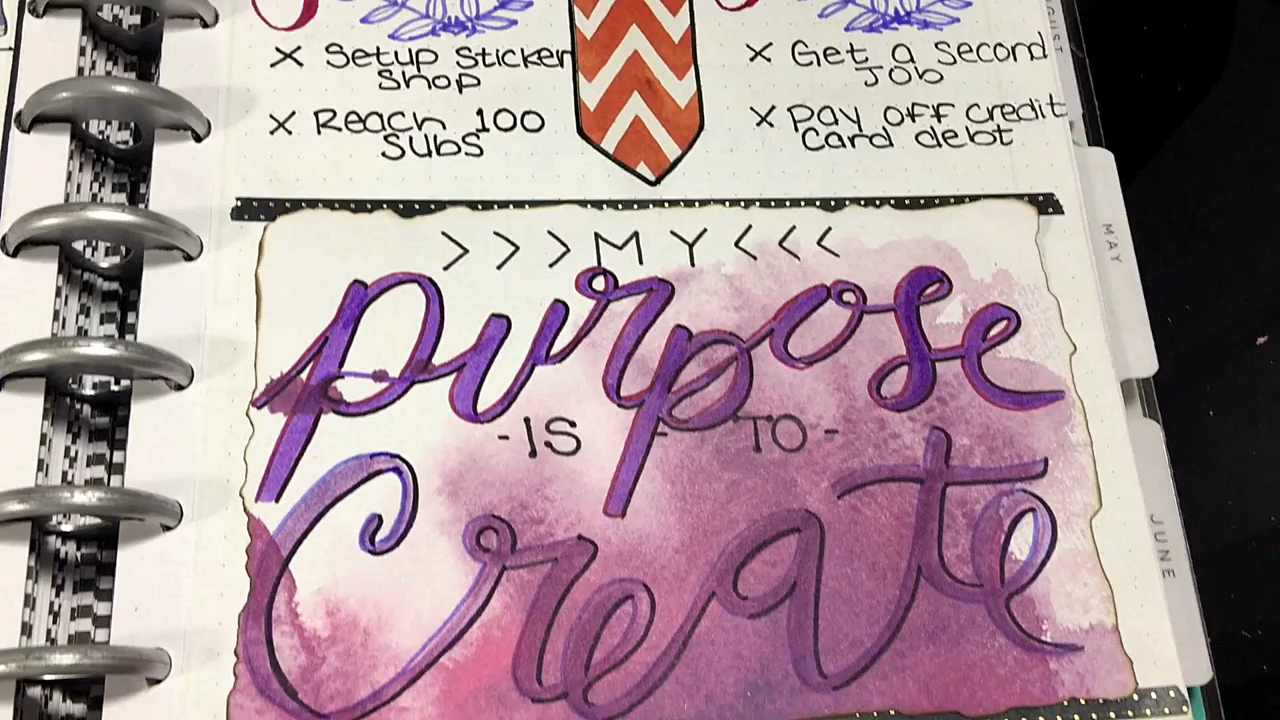 X Setup Sticker
Shop
X Reach 100
Subs
X Get a second
Job
X Pay off credit
Card debt
>>>MY<<<
purpose
-IS - TO-
Create
MAY
JUNE